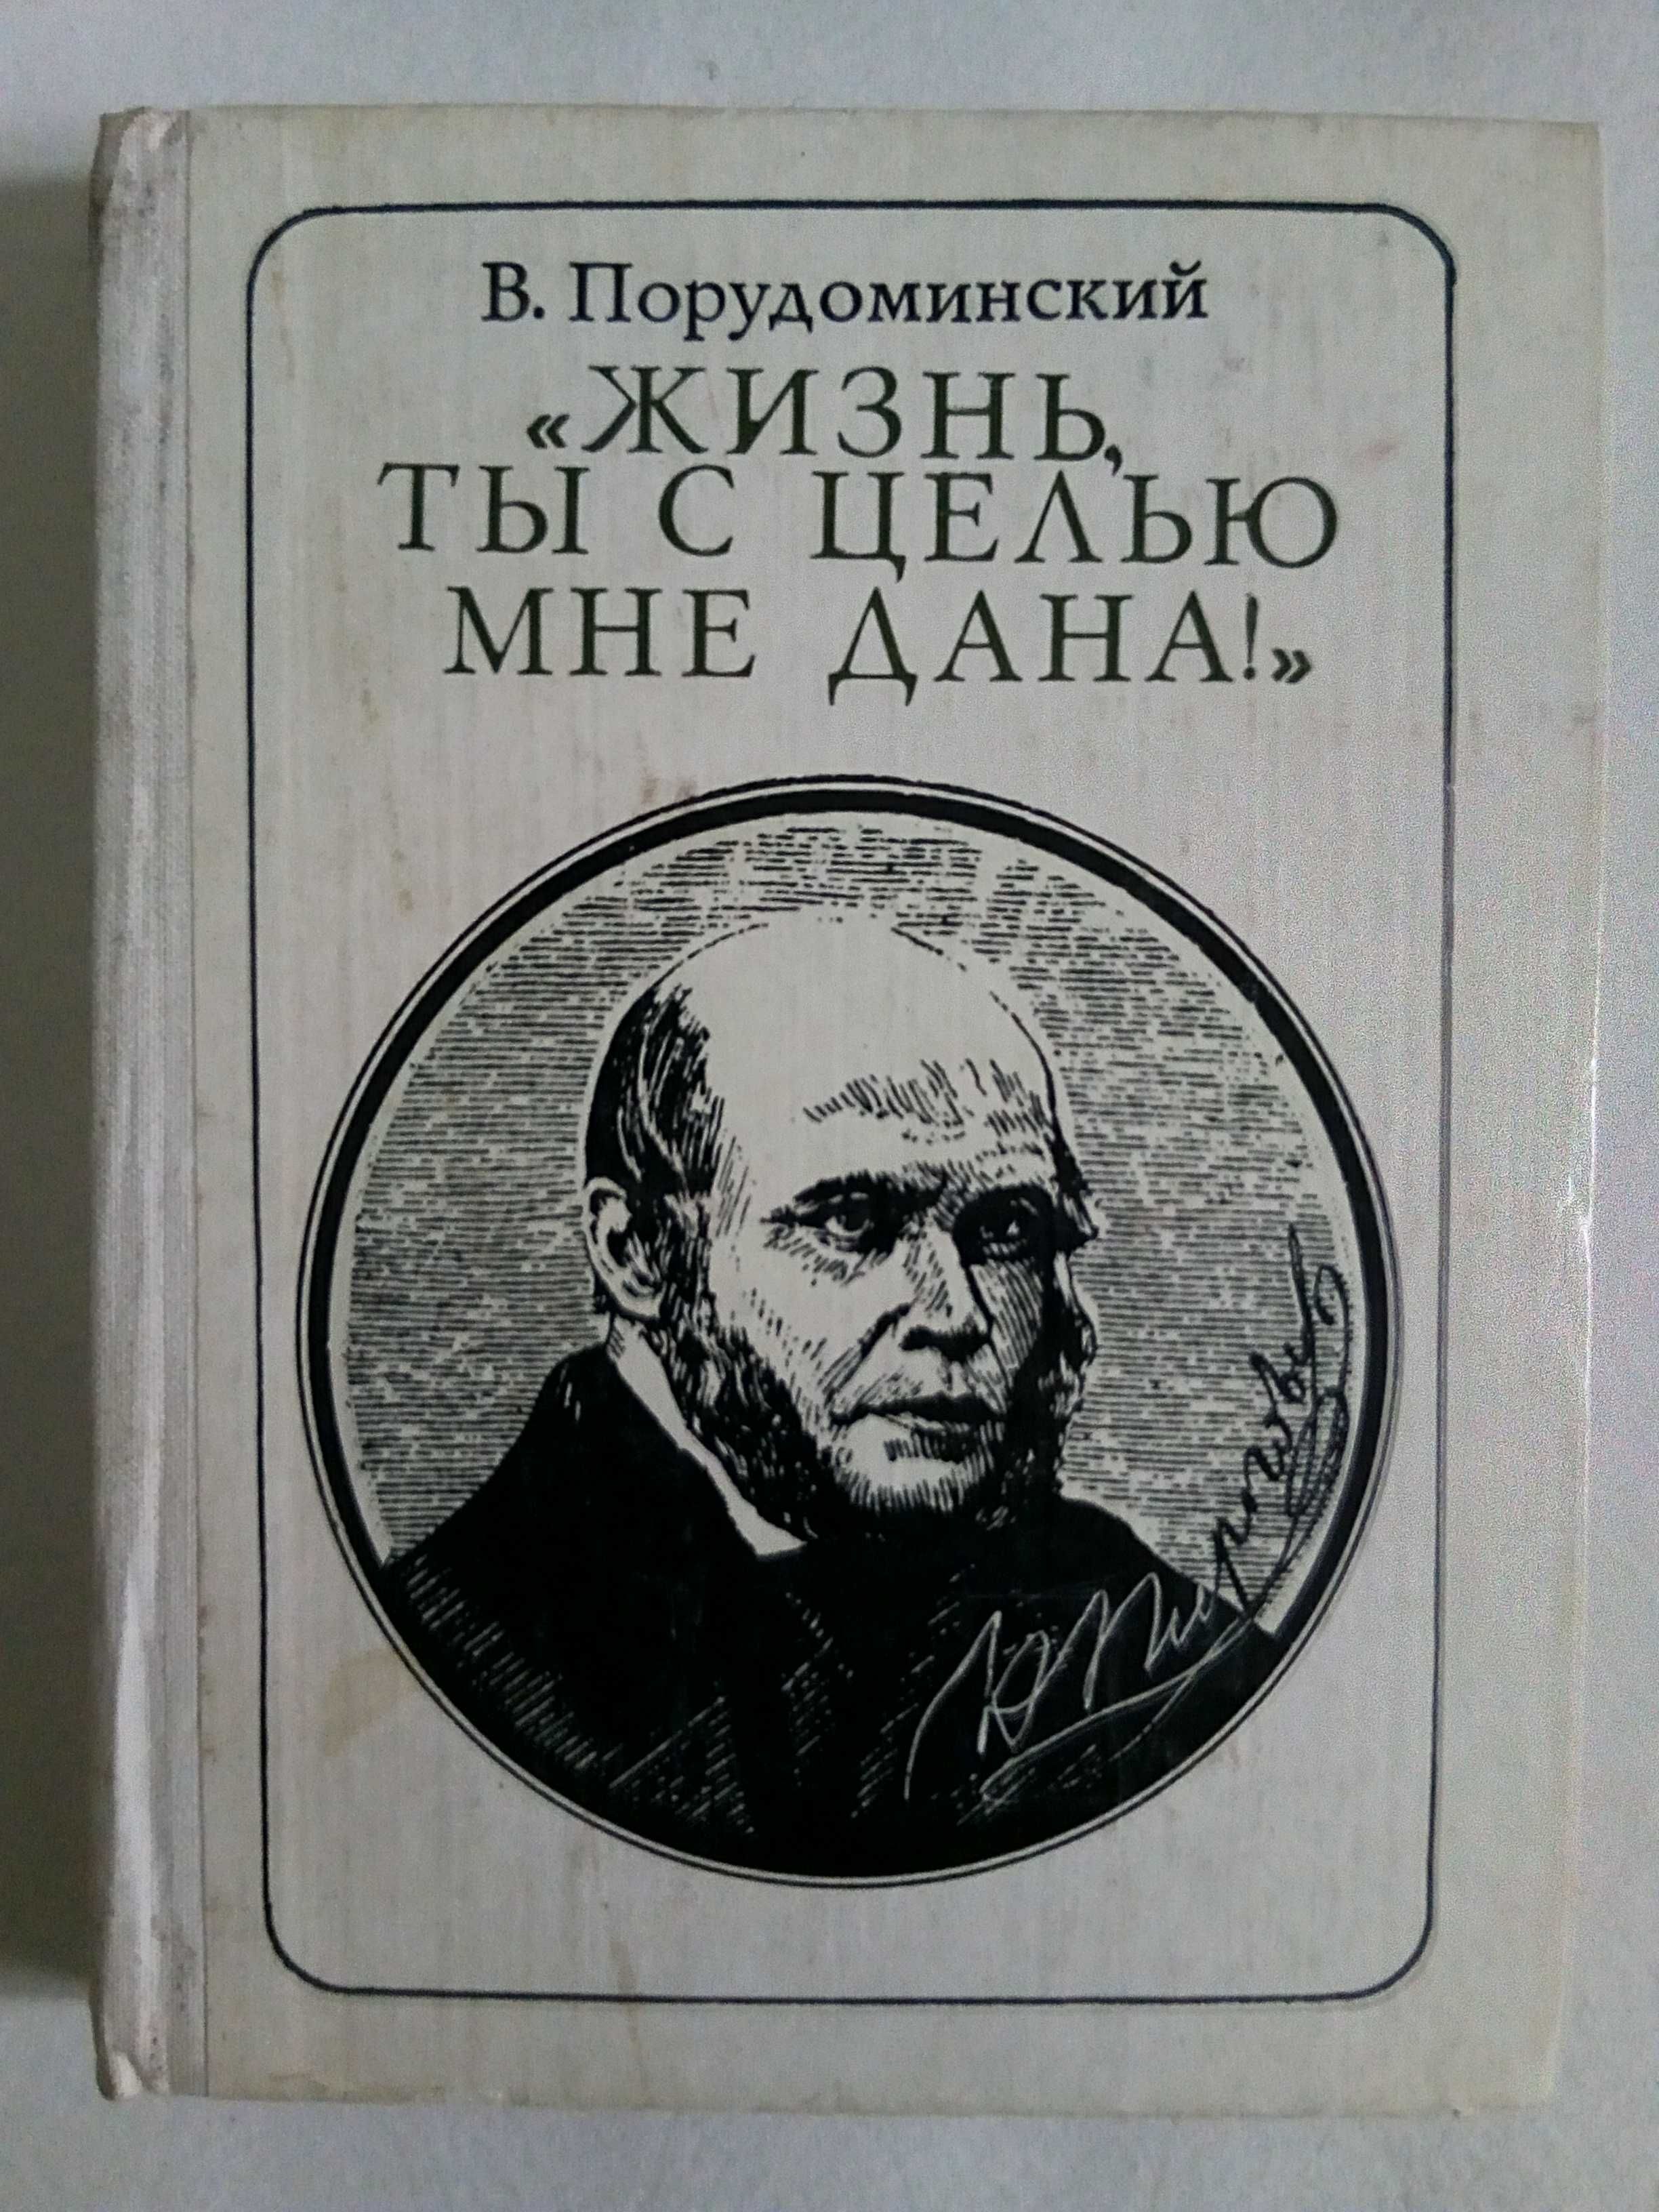 В. Порудоминский
«ЖИЗНЬ,
ТЫ С ЦЕЛЬЮ
МНЕ ДАНА!»